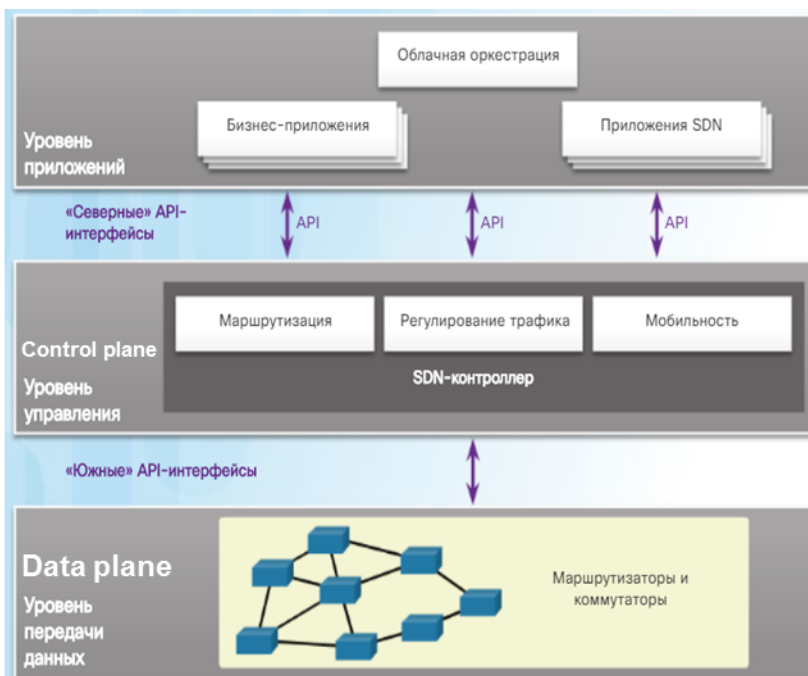 Облачная оркестрация
Бизнес-приложения
Приложения SDN
Уровень
приложений
«Северные» API-
интерфейсы
API
API
API
Маршрутизация
Регулирование трафика
Мобильность
Control plane
SDN-контроллер
Уровень
управления
«Южные» API-интерфейсы
Data plane
Маршрутизаторы и
коммутаторы
Уровень
передачи
данных